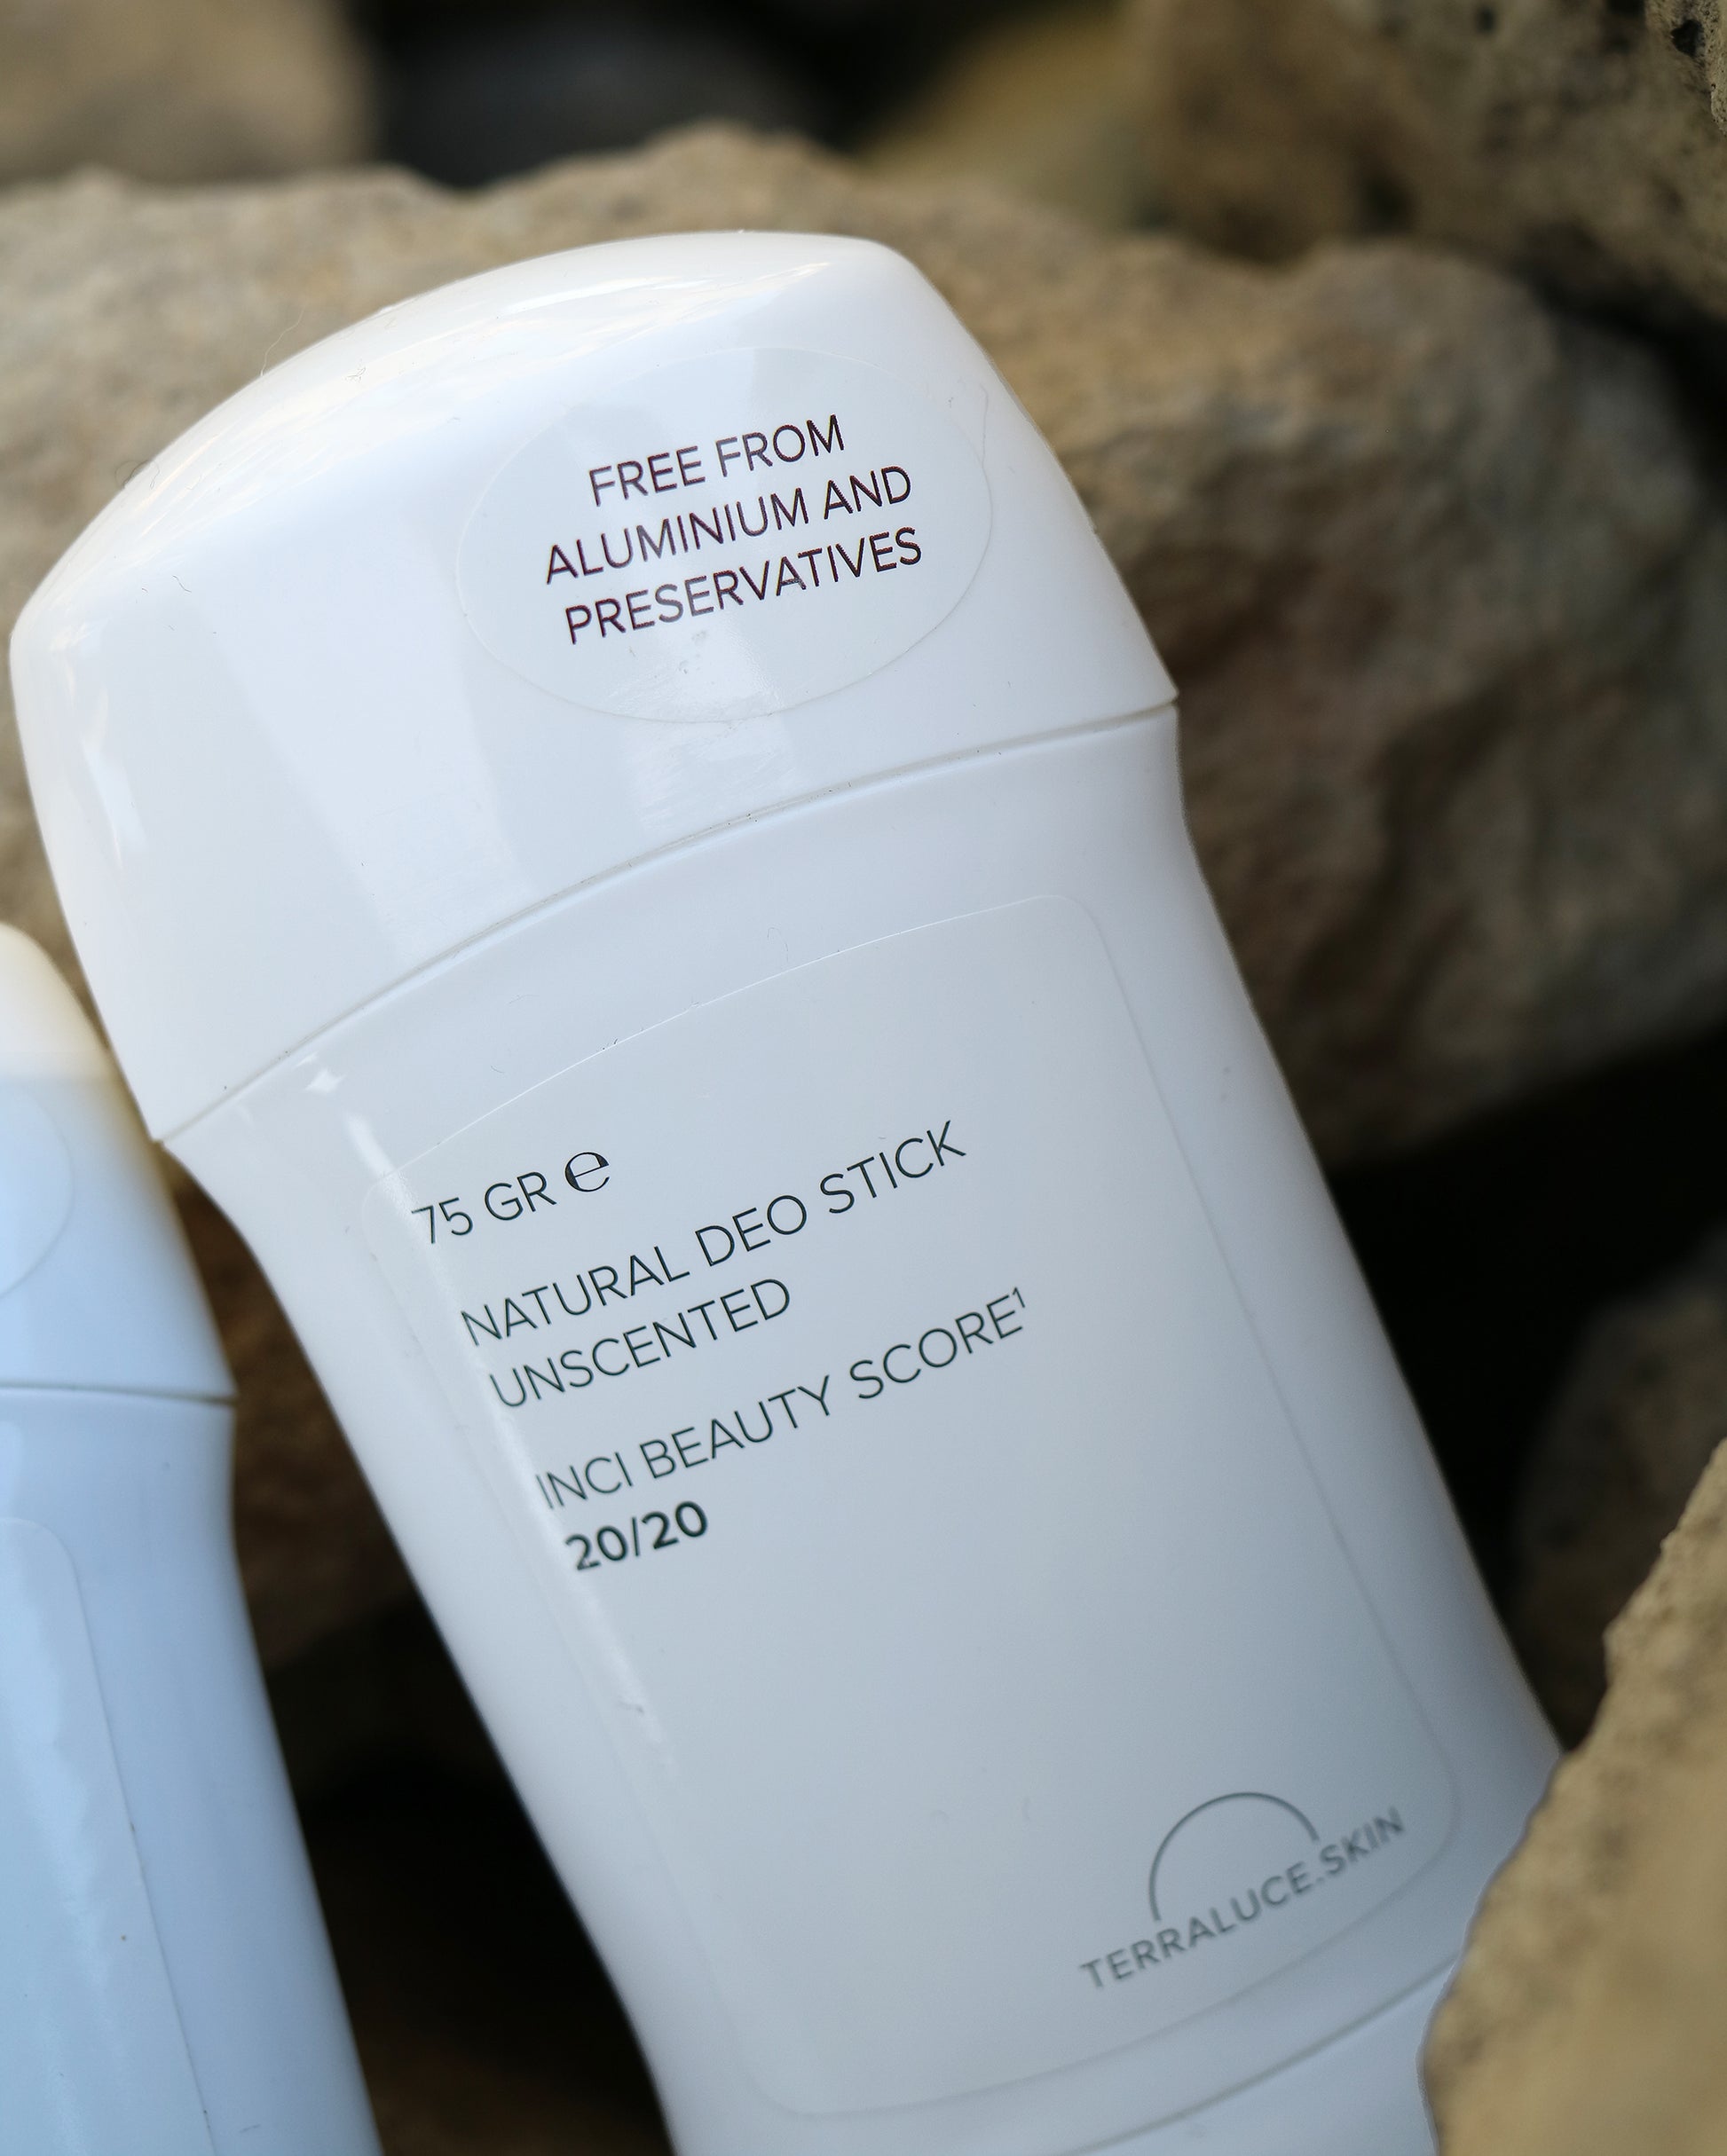 FREE FROM
ALUMINIUM AND
PRESERVATIVES
75 GR ℮
NATURAL DEO STICK
UNSCENTED
INCI BEAUTY SCORE¹
20/20
TERRALUCE.SKIN